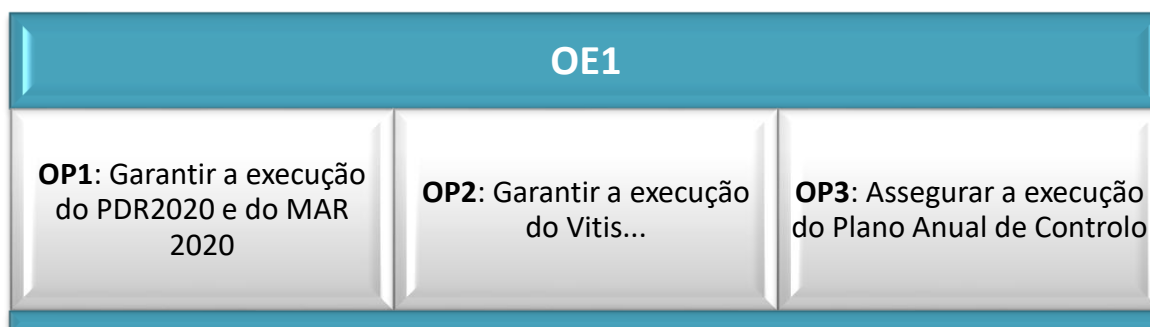 OE1
OP1: Garantir a execução
do PDR2020 e do MAR
2020
OP2: Garantir a execução
do Vitis...
OP3: Assegurar a execução
do Plano Anual de Controlo